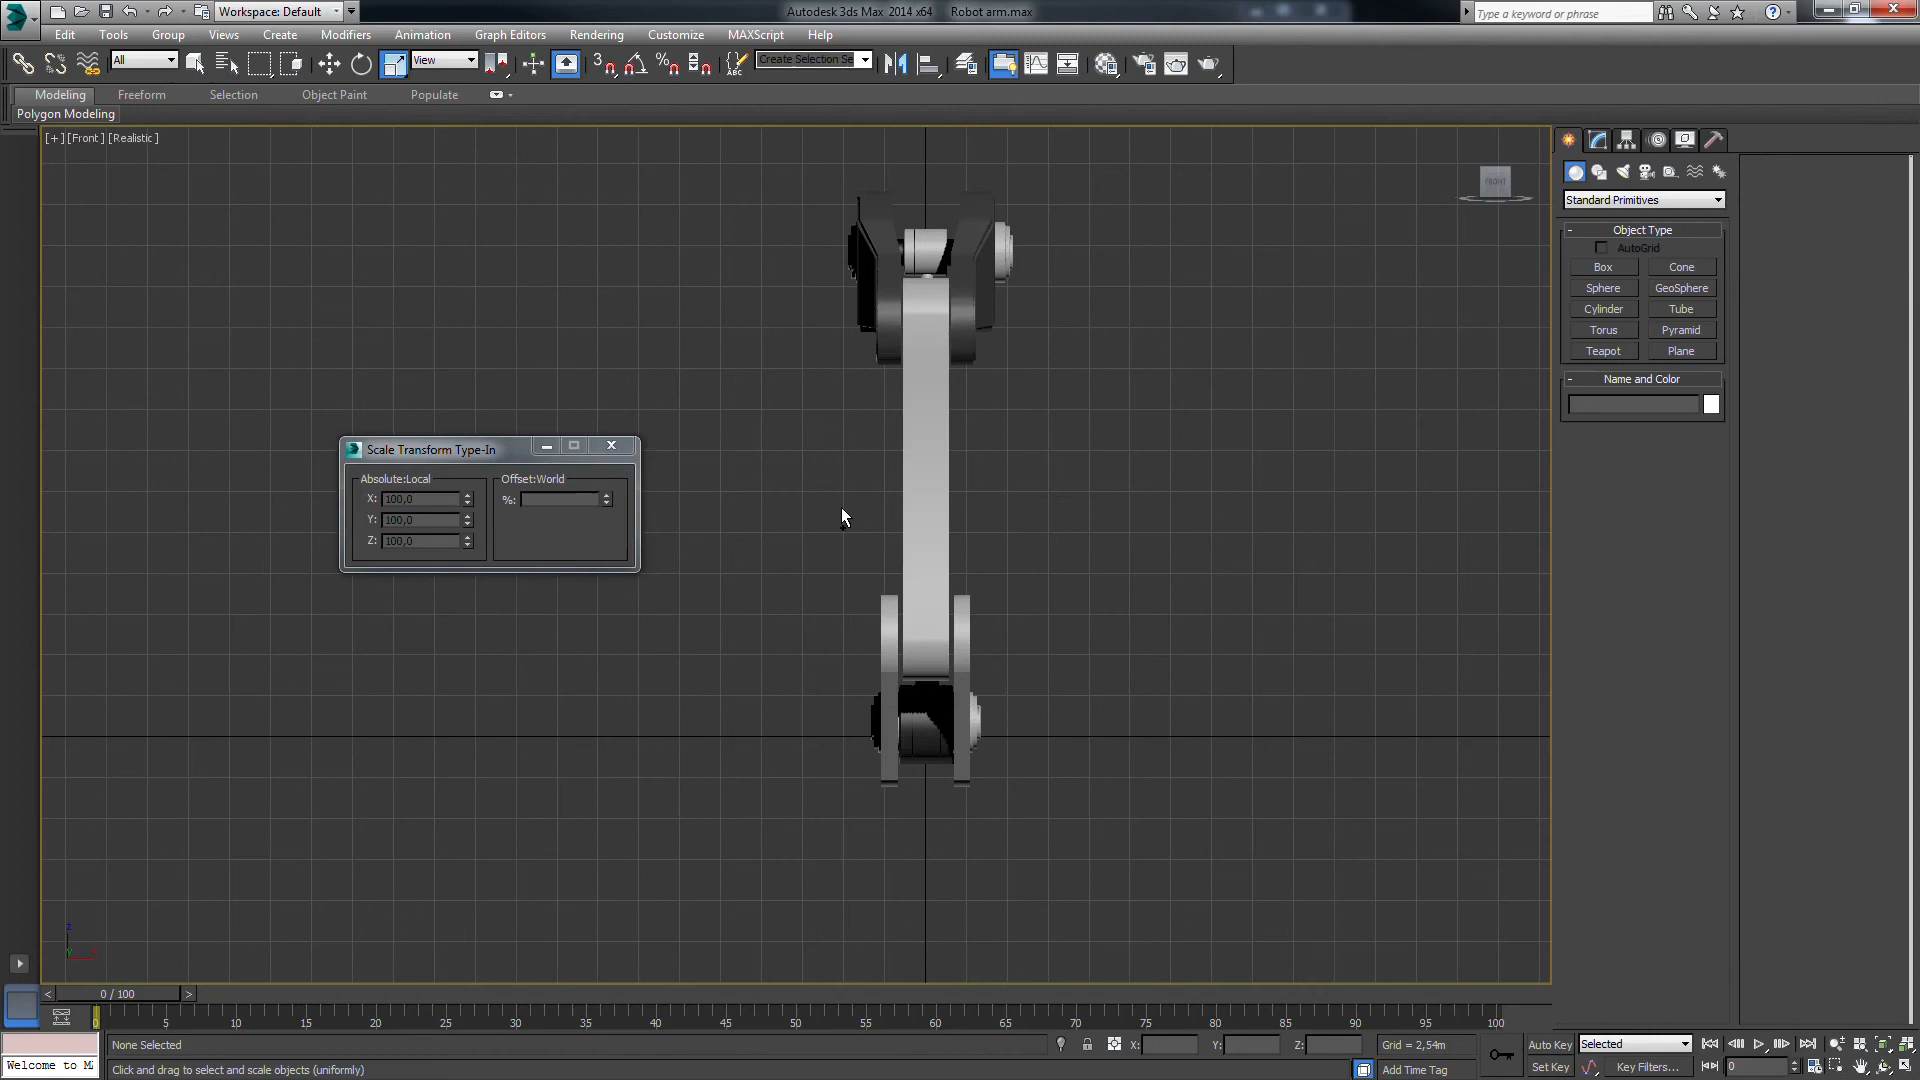 Workspace: Default
Autodesk 3ds Max 2014 x64 Robot arm.max
Type a keyword or phrase
Edit Tools Group Views Create Modifiers Animation Graph Editors Rendering Customize MAXScript Help
All View Create Selection Se
Modeling Freeform Selection Object Paint Populate
Polygon Modeling
[+] [Front] [Realistic]
FRONT
Standard Primitives
- Object Type
AutoGrid
Box Cone
Sphere GeoSphere
Cylinder Tube
Torus Pyramid
Teapot Plane
- Name and Color
Scale Transform Type-In
Absolute:Local Offset:World
X: 100,0 %:
Y: 100,0
Z: 100,0
z
y x
< 0 / 100 >
0 5 10 15 20 25 30 35 40 45 50 55 60 65 70 75 80 85 90 95 100
None Selected X: Y: Z: Grid = 2,54m Auto Key Selected
Welcome to M
Click and drag to select and scale objects (uniformly) Add Time Tag Set Key Key Filters... 0